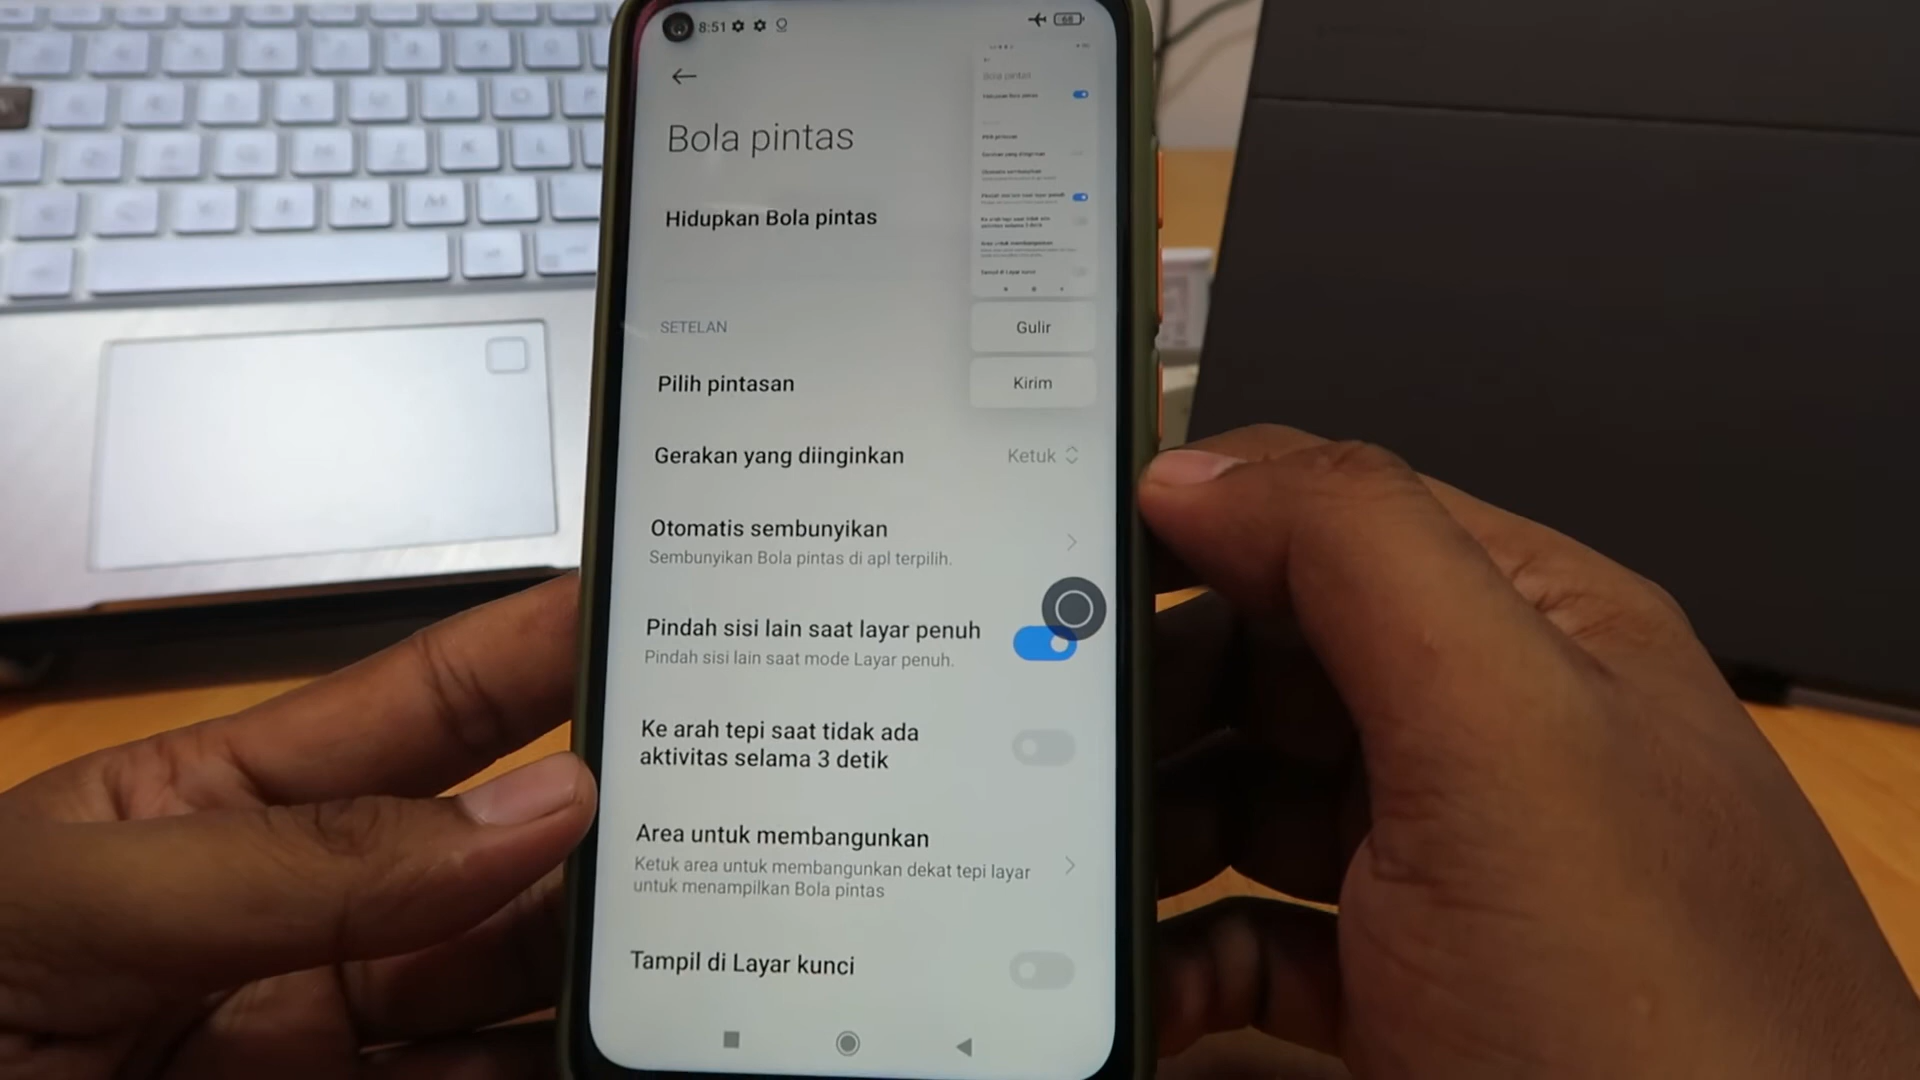 8:51
68
Bola pintas
Hidupkan Bola pintas
SETELAN
Gulir
Pilih pintasan
Kirim
Gerakan yang diinginkan
Ketuk
Otomatis sembunyikan
Sembunyikan Bola pintas di apl terpilih.
Pindah sisi lain saat layar penuh
Pindah sisi lain saat mode Layar penuh.
Ke arah tepi saat tidak ada
aktivitas selama 3 detik
Area untuk membangunkan
Ketuk area untuk membangunkan dekat tepi layar
untuk menampilkan Bola pintas
Tampil di Layar kunci